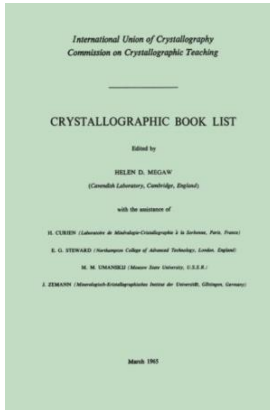 International Union of Crystallography
Commission on Crystallographic Teaching
CRYSTALLOGRAPHIC BOOK LIST
Edited by
HELEN D. MEGAW
(Cavendish Laboratory, Cambridge, England)
with the assistance of
H. CURIEN (Laboratoire de Minéralogie-Cristallographie à la Sorbonne, Paris, France)
E. G. STEWARD (Northampton College of Advanced Technology, London, England)
M. M. UMANSKII (Moscow State University, U.S.S.R.)
J. ZEMANN (Mineralogisch-Kristallographisches Institut der Universität, Göttingen, Germany)
March 1965